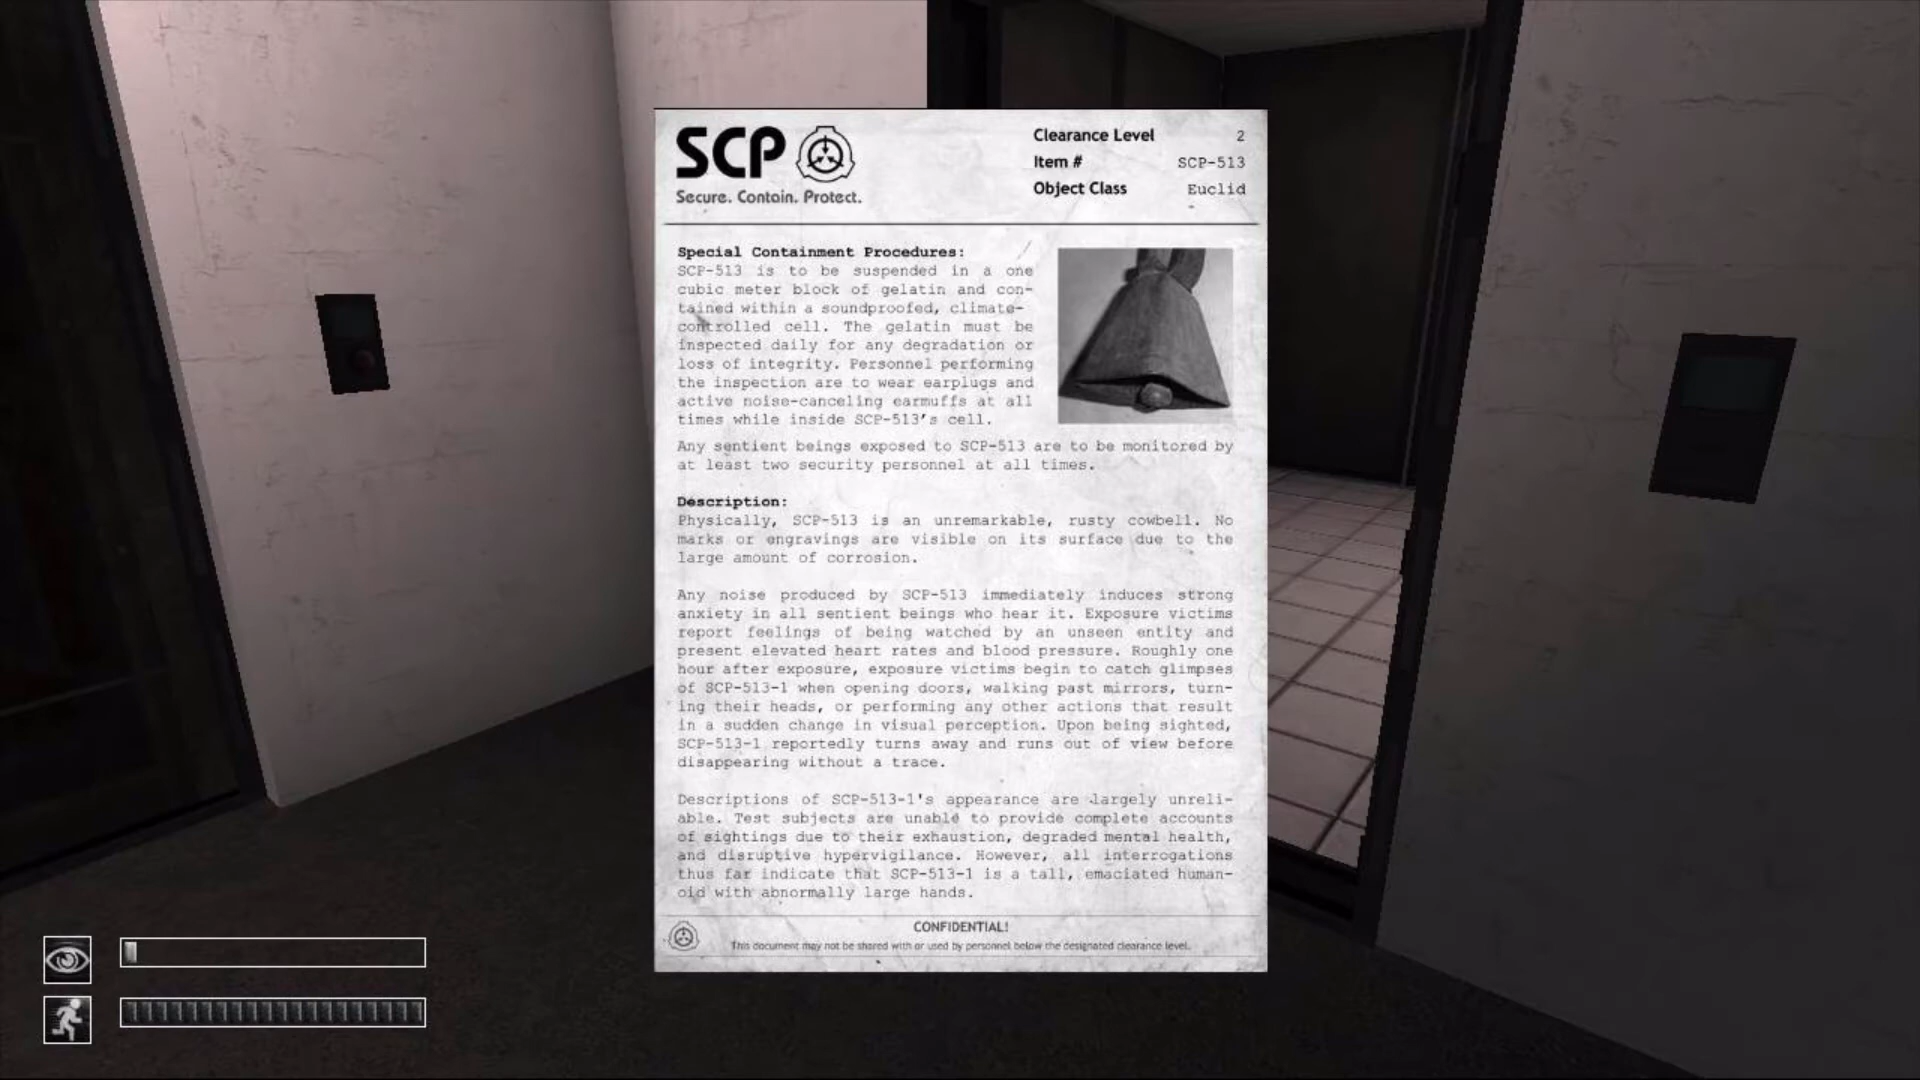 SCP
Secure. Contain. Protect.
Clearance Level 2
Item # SCP-513
Object Class Euclid
Special Containment Procedures:
SCP-513 is to be suspended in a one
cubic meter block of gelatin and con-
tained within a soundproofed, climate-
controlled cell. The gelatin must be
inspected daily for any degradation or
loss of integrity. Personnel performing
the inspection are to wear earplugs and
active noise-canceling earmuffs at all
times while inside SCP-513's cell.
Any sentient beings exposed to SCP-513 are to be monitored by
at least two security personnel at all times.
Description:
Physically, SCP-513 is an unremarkable, rusty cowbell. No
marks or engravings are visible on its surface due to the
large amount of corrosion.
Any noise produced by SCP-513 immediately induces strong
anxiety in all sentient beings who hear it. Exposure victims
report feelings of being watched by an unseen entity and
present elevated heart rates and blood pressure. Roughly one
hour after exposure, exposure victims begin to catch glimpses
of SCP-513-1 when opening doors, walking past mirrors, turn-
ing their heads, or performing any other actions that result
in a sudden change in visual perception. Upon being sighted,
SCP-513-1 reportedly turns away and runs out of view before
disappearing without a trace.
Descriptions of SCP-513-1's appearance are largely unreli-
able. Test subjects are unable to provide complete accounts
of sightings due to their exhaustion, degraded mental health,
and disruptive hypervigilance. However, all interrogations
thus far indicate that SCP-513-1 is a tall, emaciated human-
oid with abnormally large hands.
CONFIDENTIAL!
This document may not be shared with or used by personnel below the designated clearance level.